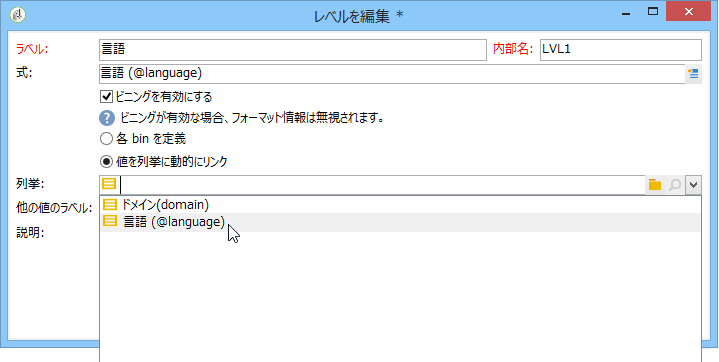 レベルを編集 *
ラベル: 言語 内部名: LVL1
式: 言語 (@language)
ビニングを有効にする
? ビニングが有効な場合、フォーマット情報は無視されます。
各 bin を定義
値を列挙に動的にリンク
列挙:
他の値のラベル: ドメイン(domain)
言語 (@language)
説明: